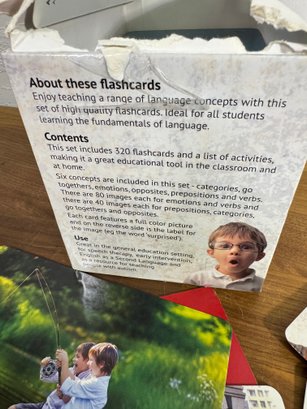 About these flashcards
Enjoy teaching a range of language concepts with this
set of high quality flashcards. Ideal for all students
learning the fundamentals of language.
Contents
This set includes 320 flashcards and a list of activities,
making it a great educational tool in the classroom and
at home.
Six concepts are included in this set - categories, go
togethers, emotions, opposites, prepositions and verbs.
There are 80 images each for emotions and verbs and
there are 40 images each for prepositions, categories,
go togethers and opposites.
Each card features a full color picture
and on the reverse side is the label for
the image (eg the word 'surprised').
Use
Great in the general education setting,
for speech therapy, early intervention,
English as a Second Language and
as a resource for teaching
with autism.